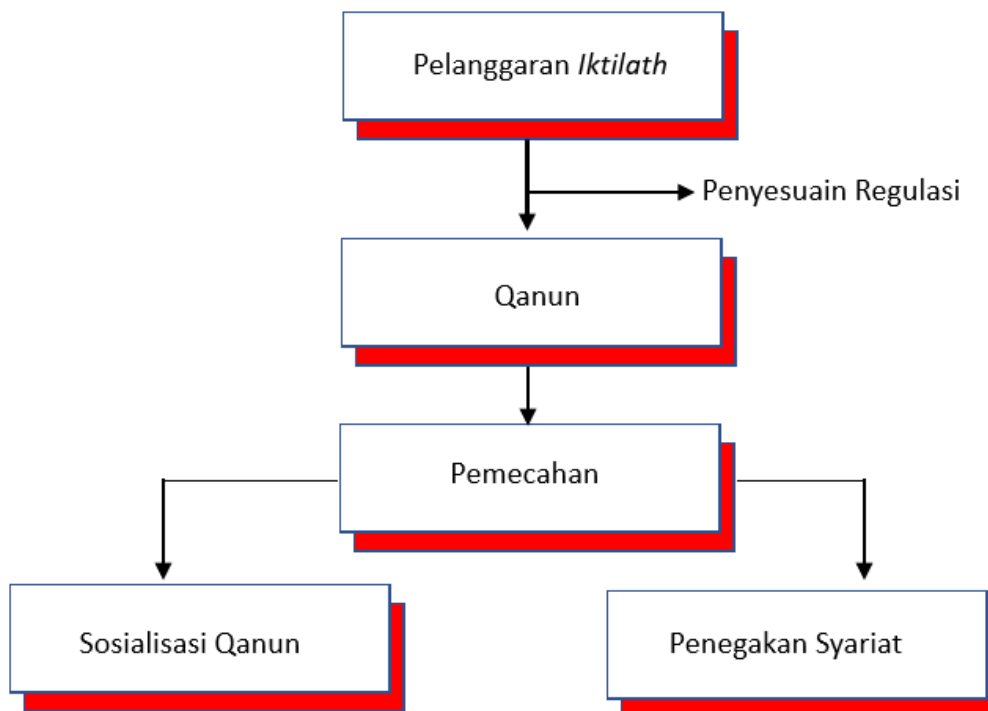 Pelanggaran Iktilath
Penyesuain Regulasi
Qanun
Pemecahan
Sosialisasi Qanun
Penegakan Syariat